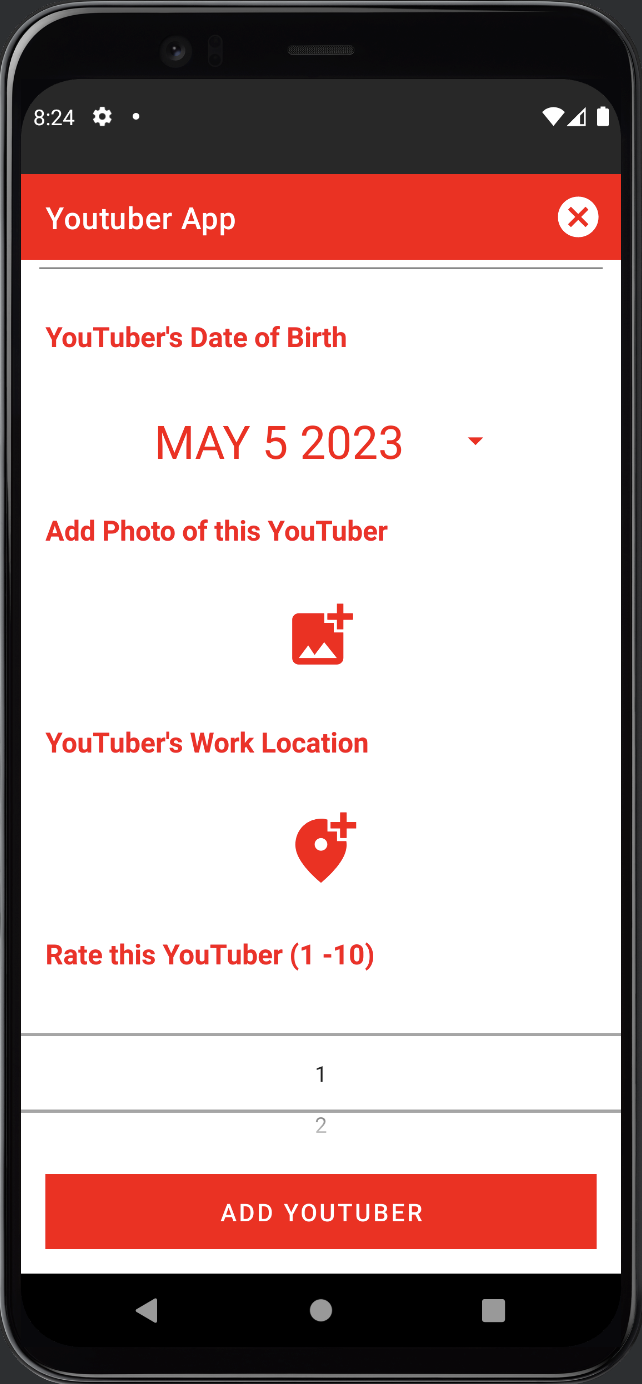 8:24
Youtuber App
YouTuber's Date of Birth
MAY 5 2023
Add Photo of this YouTuber
YouTuber's Work Location
Rate this YouTuber (1 -10)
1
2
ADD YOUTUBER